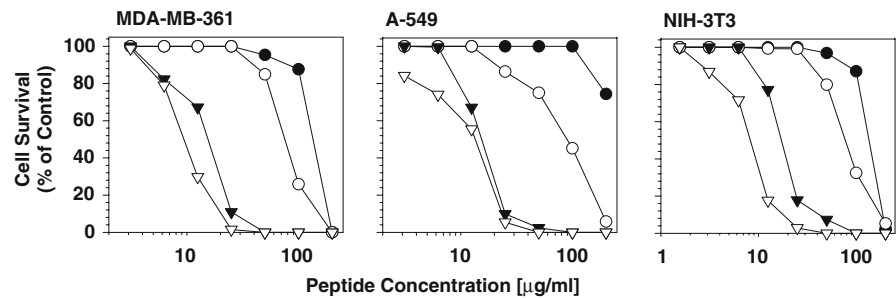 MDA-MB-361
A-549
NIH-3T3
Cell Survival
(% of Control)
100
80
60
40
20
0
10
100
10
100
1
10
100
Peptide Concentration [µg/ml]